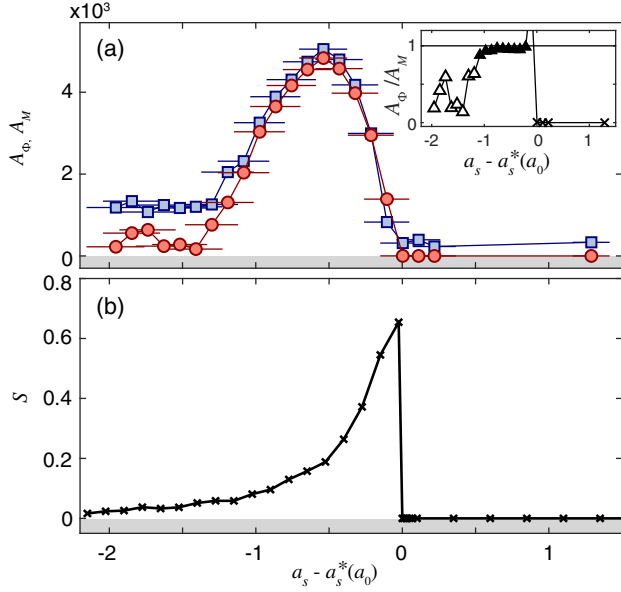 x10³
(a)
A_Φ, A_M
4
2
0
A_Φ/A_M
1
0
-2 -1 0 1
a_s - a_s*(a_0)
(b)
S
0.8
0.6
0.4
0.2
0
-2 -1 0 1
a_s - a_s*(a_0)